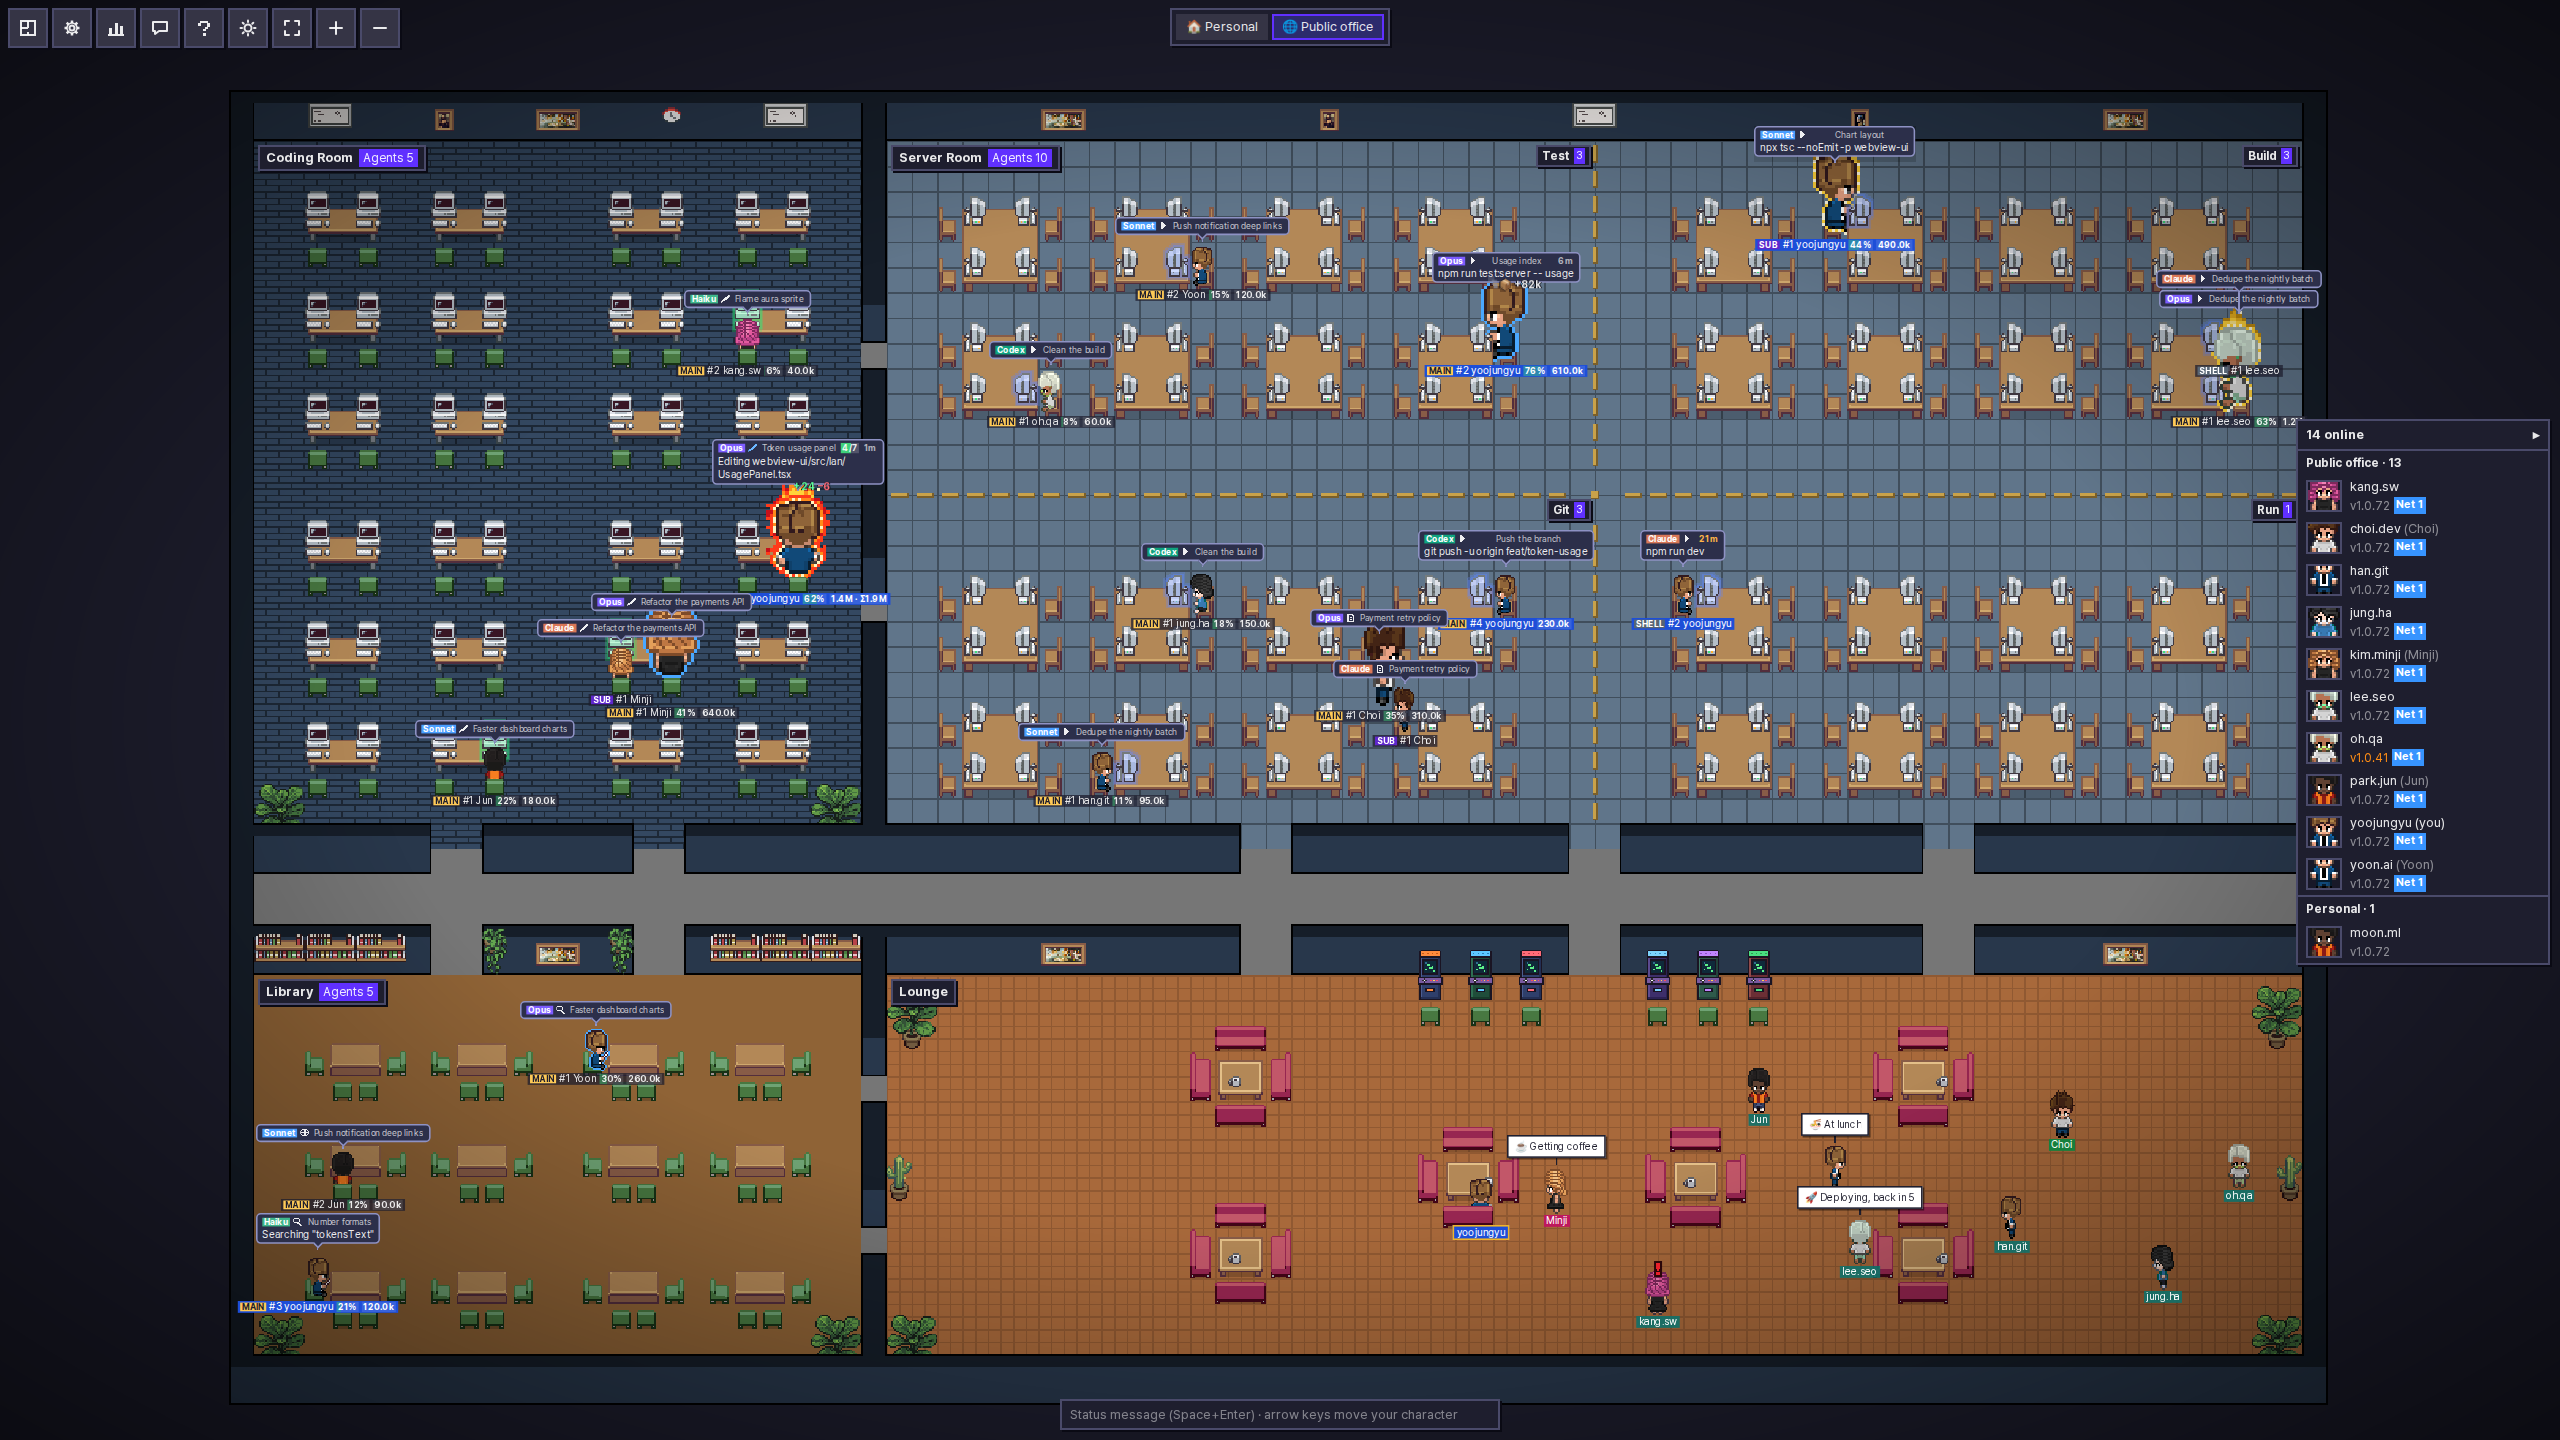 🏠 Personal
🌐 Public office
Coding Room Agents 5
Haiku Flame aura sprite
MAIN #2 kang.sw 6% 40.0k
Opus Token usage panel 4/7 1m
Editing webview-ui/src/lan/
UsagePanel.tsx
yoojungyu 62% 1.4M · Σ1.9M
Opus Refactor the payments API
Claude Refactor the payments API
SUB #1 Minji
MAIN #1 Minji 41% 640.0k
Sonnet Faster dashboard charts
MAIN #1 Jun 22% 180.0k
Server Room Agents 10
Test 3
Sonnet Push notification deep links
MAIN #2 Yoon 15% 120.0k
Opus Usage index 6m
npm run test:server -- usage
+82k
MAIN #2 yoojungyu 76% 610.0k
Codex Clean the build
MAIN #1 oh.qa 8% 60.0k
Build 3
Sonnet Chart layout
npx tsc --noEmit -p webview-ui
SUB #1 yoojungyu 44% 490.0k
Claude Dedupe the nightly batch
Opus Dedupe the nightly batch
SHELL #1 lee.seo
MAIN #1 lee.seo 63%
Git 3
Codex Clean the build
MAIN #1 jung.ha 18% 150.0k
Codex Push the branch
git push -u origin feat/token-usage
#4 yoojungyu 230.0k
Opus Payment retry policy
Claude Payment retry policy
MAIN #1 Choi 35% 310.0k
SUB #1 Choi
Sonnet Dedupe the nightly batch
MAIN #1 han.git 11% 95.0k
Run 1
Claude 21m
npm run dev
SHELL #2 yoojungyu
14 online
Public office · 13
kang.sw
v1.0.72 Net 1
choi.dev (Choi)
v1.0.72 Net 1
han.git
v1.0.72 Net 1
jung.ha
v1.0.72 Net 1
kim.minji (Minji)
v1.0.72 Net 1
lee.seo
v1.0.72 Net 1
oh.qa
v1.0.41 Net 1
park.jun (Jun)
v1.0.72 Net 1
yoojungyu (you)
v1.0.72 Net 1
yoon.ai (Yoon)
v1.0.72 Net 1
Personal · 1
moon.ml
v1.0.72
Library Agents 5
Opus Faster dashboard charts
MAIN #1 Yoon 30% 260.0k
Sonnet Push notification deep links
MAIN #2 Jun 12% 90.0k
Haiku Number formats
Searching "tokensText"
MAIN #3 yoojungyu 21% 120.0k
Lounge
Jun
🍜 At lunch
Choi
☕ Getting coffee
Minji
yoojungyu
🚀 Deploying, back in 5
lee.seo
oh.qa
han.git
jung.ha
kang.sw
Status message (Space+Enter) · arrow keys move your character